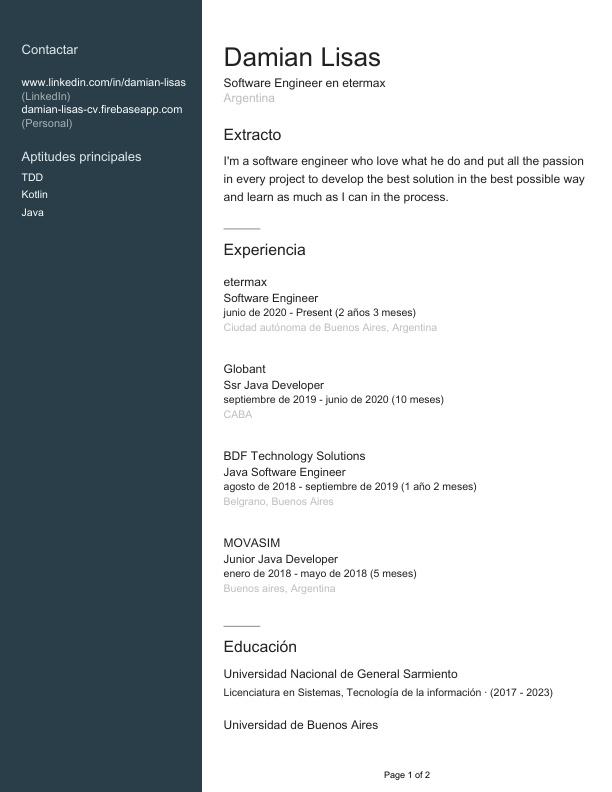 Contactar
www.linkedin.com/in/damian-lisas
(LinkedIn)
damian-lisas-cv.firebaseapp.com
(Personal)
Aptitudes principales
TDD
Kotlin
Java
Damian Lisas
Software Engineer en etermax
Argentina
Extracto
I'm a software engineer who love what he do and put all the passion
in every project to develop the best solution in the best possible way
and learn as much as I can in the process.
Experiencia
etermax
Software Engineer
junio de 2020 - Present (2 años 3 meses)
Ciudad autónoma de Buenos Aires, Argentina
Globant
Ssr Java Developer
septiembre de 2019 - junio de 2020 (10 meses)
CABA
BDF Technology Solutions
Java Software Engineer
agosto de 2018 - septiembre de 2019 (1 año 2 meses)
Belgrano, Buenos Aires
MOVASIM
Junior Java Developer
enero de 2018 - mayo de 2018 (5 meses)
Buenos aires, Argentina
Educación
Universidad Nacional de General Sarmiento
Licenciatura en Sistemas, Tecnología de la información · (2017 - 2023)
Universidad de Buenos Aires
Page 1 of 2